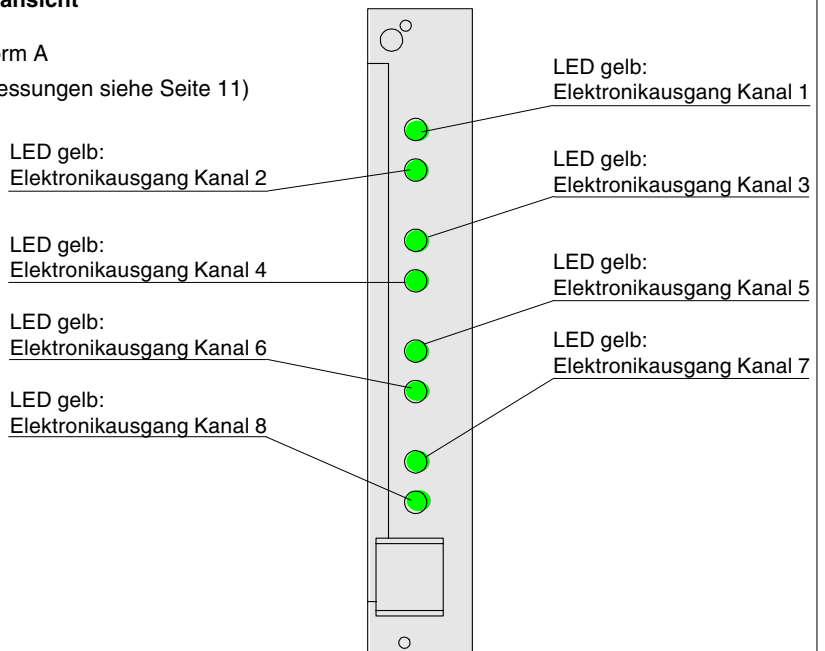 ansicht
orm A
essungen siehe Seite 11)
LED gelb:
Elektronikausgang Kanal 1
LED gelb:
Elektronikausgang Kanal 2
LED gelb:
Elektronikausgang Kanal 3
LED gelb:
Elektronikausgang Kanal 4
LED gelb:
Elektronikausgang Kanal 5
LED gelb:
Elektronikausgang Kanal 6
LED gelb:
Elektronikausgang Kanal 7
LED gelb:
Elektronikausgang Kanal 8